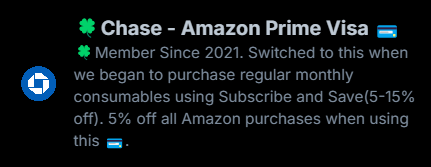 🍀 Chase - Amazon Prime Visa 💳
🍀 Member Since 2021. Switched to this when
we began to purchase regular monthly
consumables using Subscribe and Save(5-15%
off). 5% off all Amazon purchases when using
this 💳.